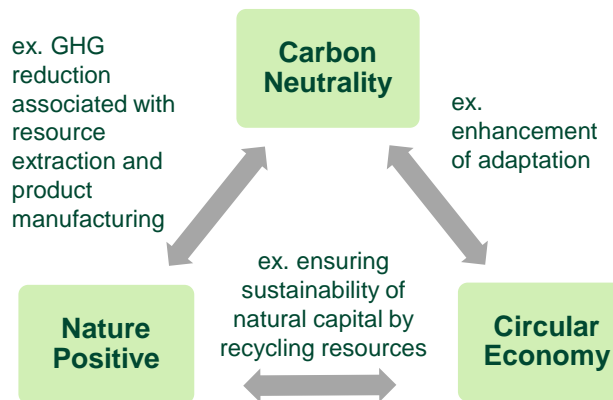 ex. GHG
reduction
associated with
resource
extraction and
product
manufacturing
Carbon
Neutrality
ex.
enhancement
of adaptation
ex. ensuring
sustainability of
natural capital by
recycling resources
Nature
Positive
Circular
Economy